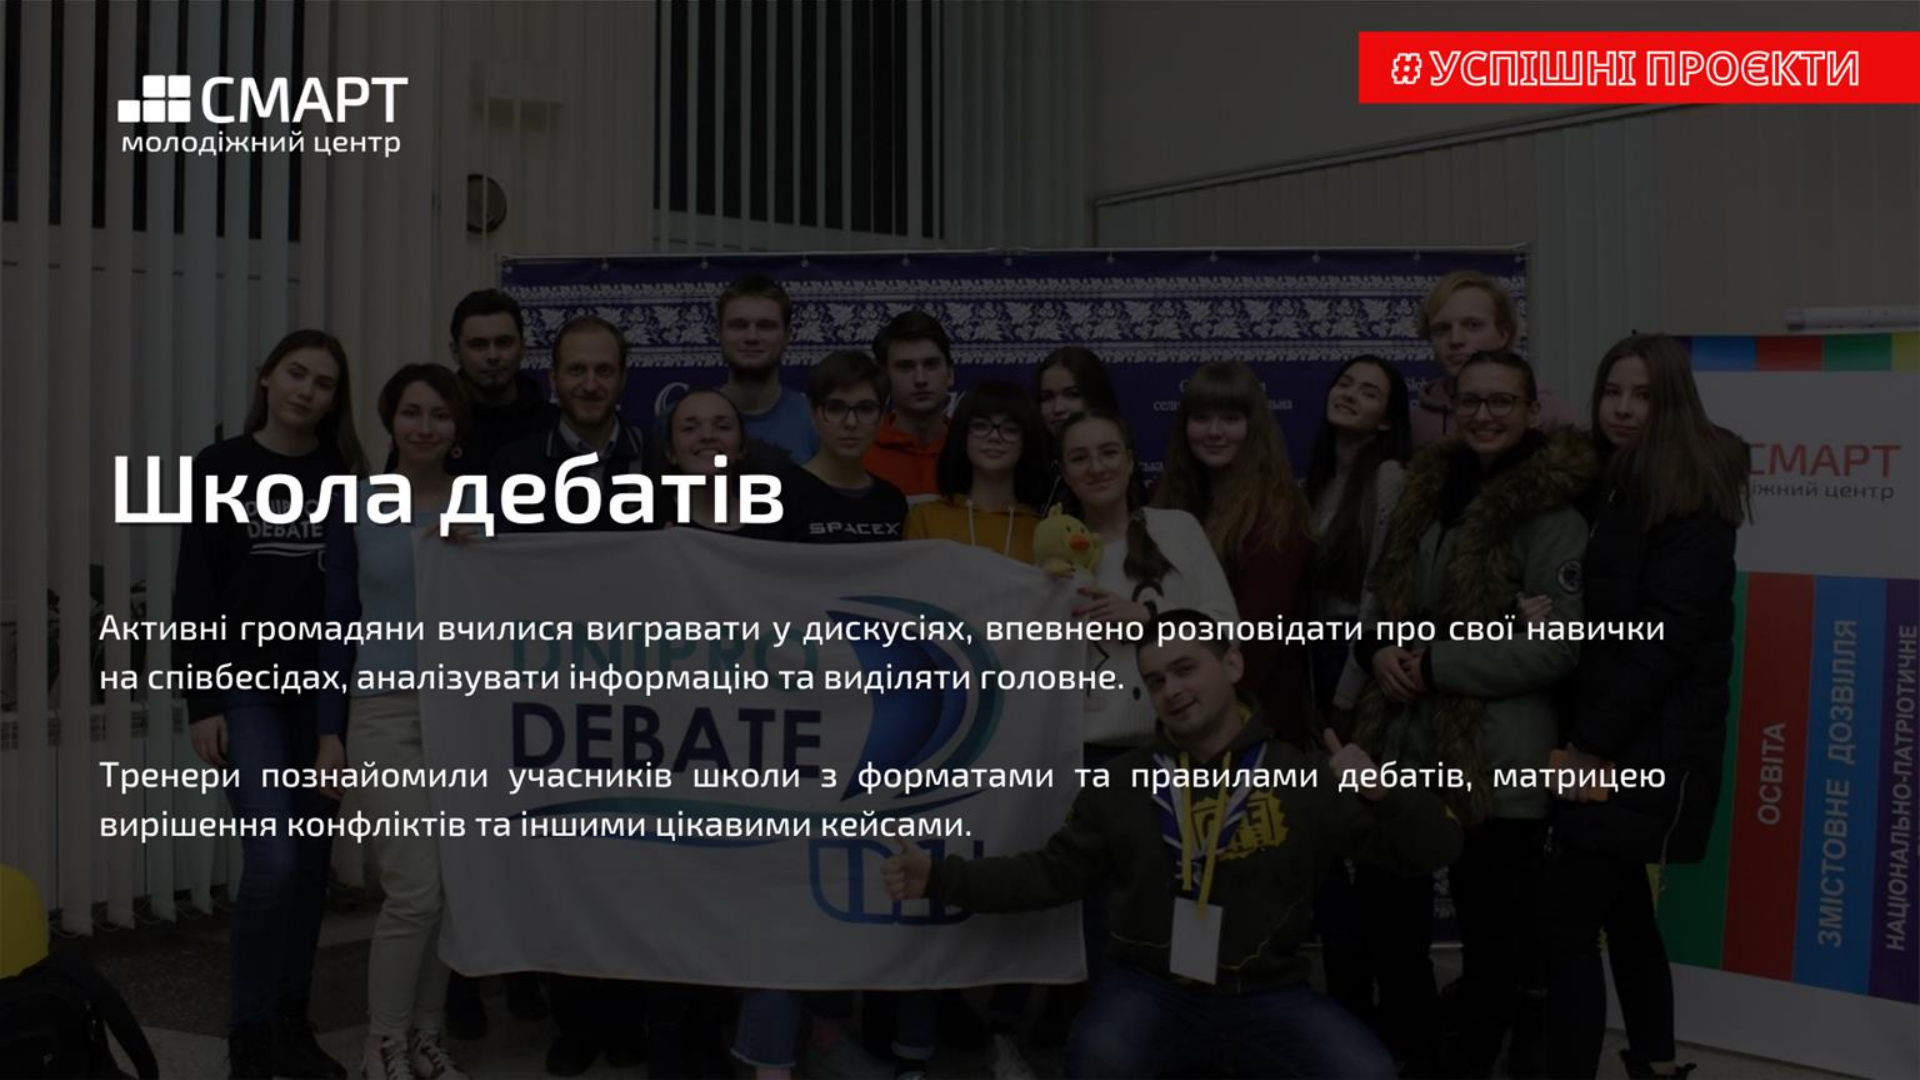 СМАРТ
молодіжний центр
# УСПІШНІ ПРОЄКТИ
Школа дебатів
Активні громадяни вчилися вигравати у дискусіях, впевнено розповідати про свої навички
на співбесідах, аналізувати інформацію та виділяти головне.
Тренери познайомили учасників школи з форматами та правилами дебатів, матрицею
вирішення конфліктів та іншими цікавими кейсами.
DEBATE
SPACEX
DNIPRO
DEBATE
СМАРТ
центр
ОСВІТА
ЗМІСТОВНЕ ДОЗВІЛЛЯ
НАЦІОНАЛЬНО-ПАТРІОТИЧНЕ